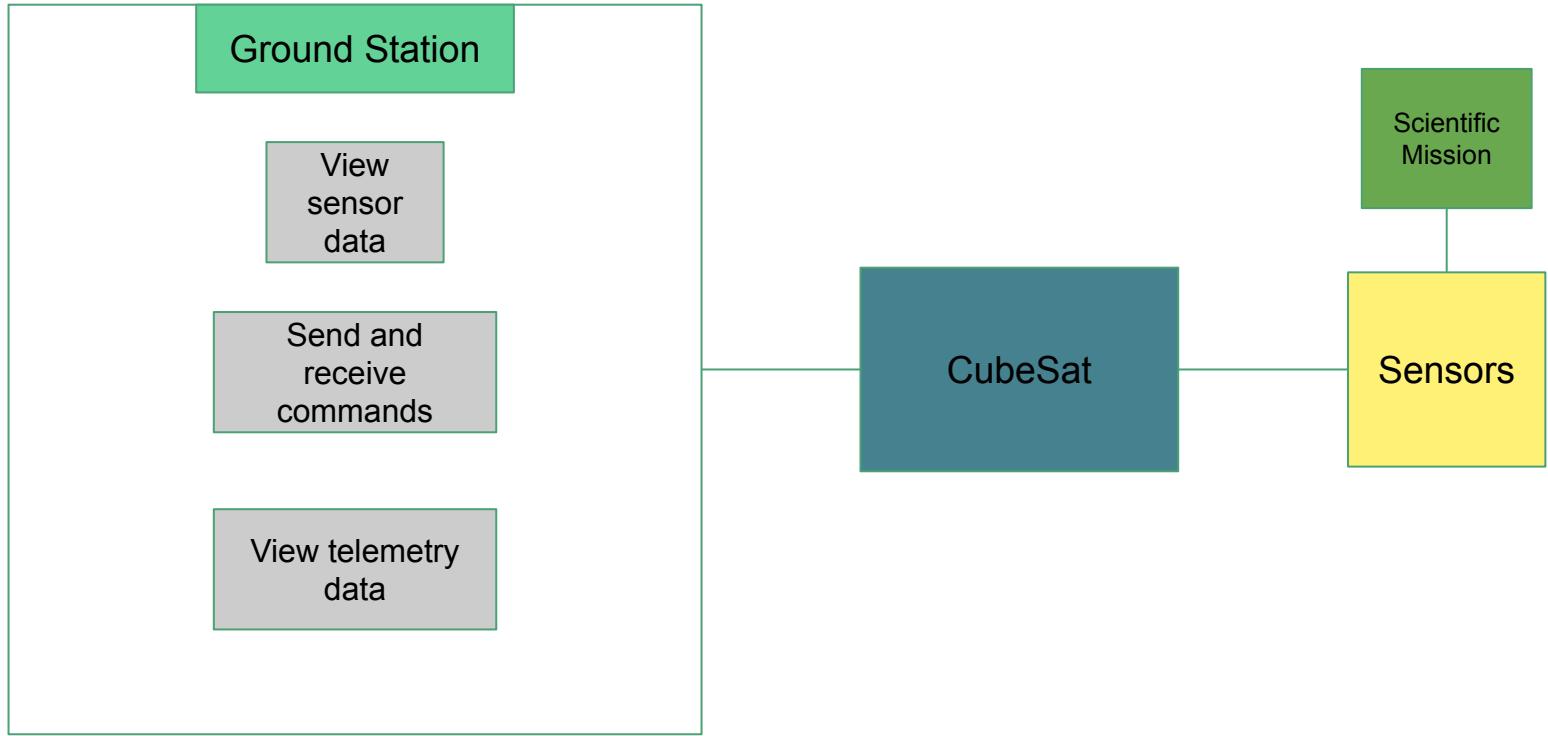 Ground Station
View
sensor
data
Send and
receive
commands
View telemetry
data
CubeSat
Scientific
Mission
Sensors